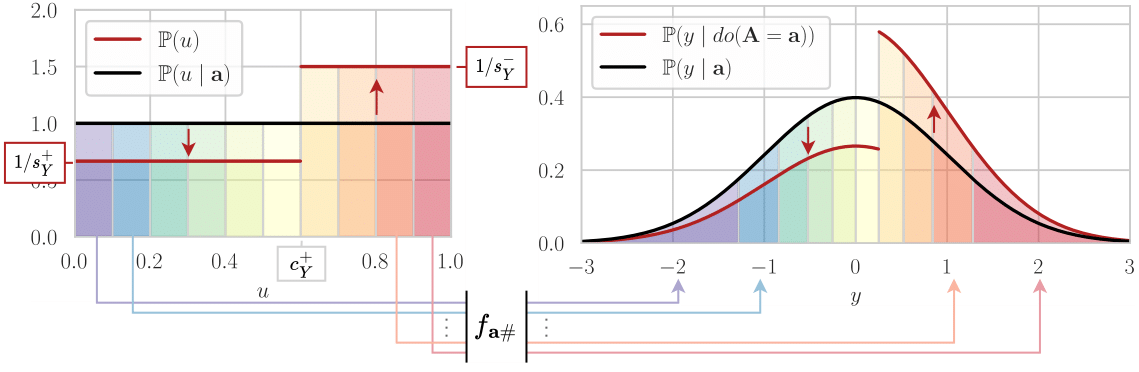 2.0
1.5
1.0
0.0
ℙ(u)
ℙ(u | 𝐚)
1/s_Y^-
1/s_Y^+
0.0 0.2 0.4 c_Y^+ 0.8 1.0
u
0.6
0.4
0.2
0.0
ℙ(y | do(𝐀 = 𝐚))
ℙ(y | 𝐚)
−3 −2 −1 0 1 2 3
y
f_𝐚#